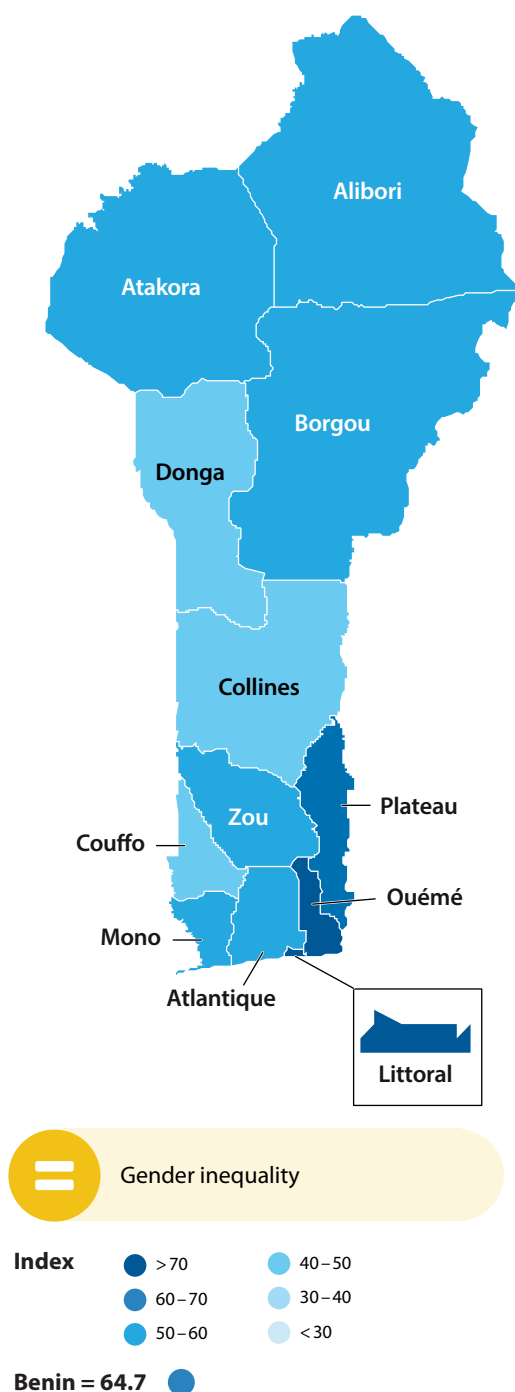 Alibori
Atakora
Borgou
Donga
Collines
Plateau
Zou
Couffo
Ouémé
Mono
Atlantique
Littoral
Gender inequality
Index
>70
40–50
60–70
30–40
50–60
<30
Benin = 64.7